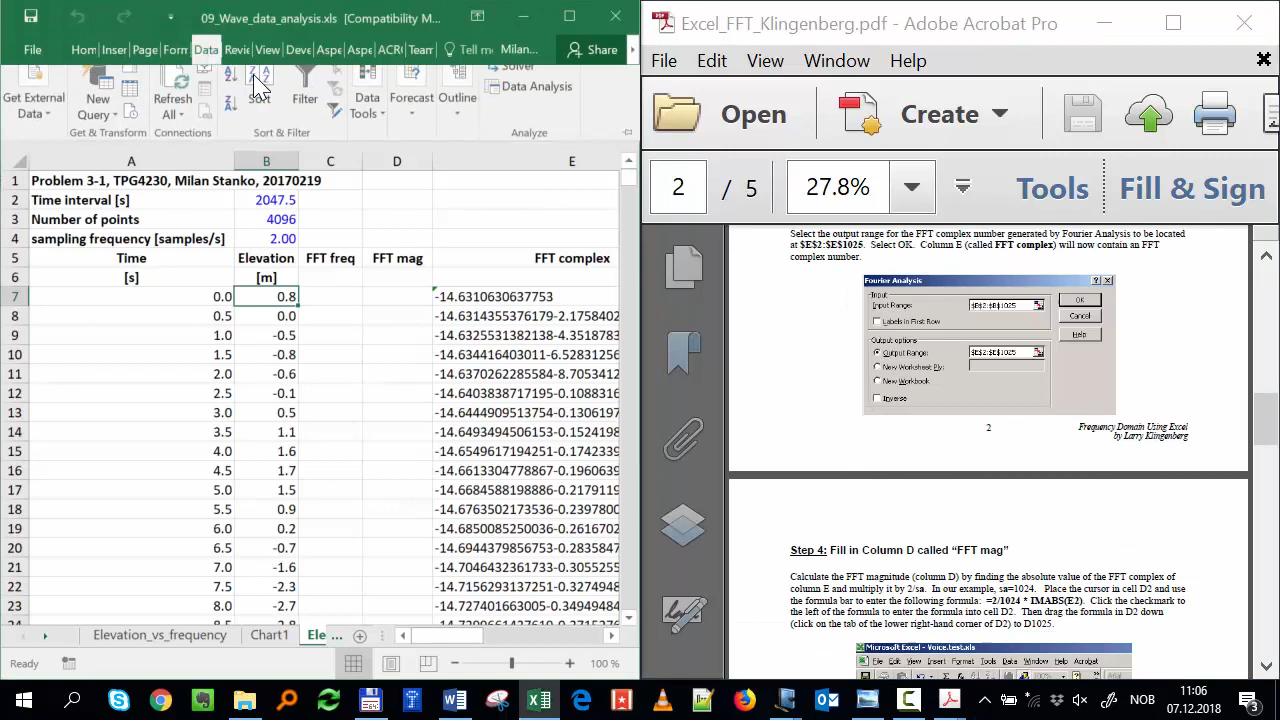 09_Wave_data_analysis.xls [Compatibility M...
File Hom Inser Page Form Data Revie View Deve Aspe Aspe ACRO Team Tell me Milan... Share
Get External Data
New Query
Refresh All
Sort
Filter
Data Tools
Forecast
Outline
Solver
Data Analysis
Get & Transform Connections Sort & Filter Analyze
A B C D E
1 Problem 3-1, TPG4230, Milan Stanko, 20170219
2 Time interval [s] 2047.5
3 Number of points 4096
4 sampling frequency [samples/s] 2.00
5 Time Elevation FFT freq FFT mag FFT complex
6 [s] [m]
7 0.0 0.8 -14.6310630637753
8 0.5 0.0 -14.6314355376179-2.1758402
9 1.0 -0.5 -14.6325531382138-4.3518783
10 1.5 -0.8 -14.634416403011-6.52831256
11 2.0 -0.6 -14.6370262285584-8.7053412
12 2.5 -0.1 -14.6403838717195-0.1088316
13 3.0 0.5 -14.6444909513754-0.1306197
14 3.5 1.1 -14.6493494506153-0.1524198
15 4.0 1.6 -14.6549617194251-0.1742339
16 4.5 1.7 -14.6613304778867-0.1960639
17 5.0 1.5 -14.6684588198886-0.2179119
18 5.5 0.9 -14.6763502173536-0.2397800
19 6.0 0.2 -14.6850085250036-0.2616702
20 6.5 -0.7 -14.6944379856753-0.2835847
21 7.0 -1.6 -14.7046432361733-0.3055255
22 7.5 -2.3 -14.7156293137251-0.3274948
23 8.0 -2.7 -14.727401663005-0.34949484
Elevation_vs_frequency Chart1 Ele ...
Ready 100 %
Excel_FFT_Klingenberg.pdf - Adobe Acrobat Pro
File Edit View Window Help
Open Create
2 / 5 27.8% Tools Fill & Sign
Select the output range for the FFT complex number generated by Fourier Analysis to be located
at $E$2:$E$1025. Select OK. Column E (called FFT complex) will now contain an FFT
complex number.
Fourier Analysis
Input
Input Range: $B$2:$B$1025 OK
Labels in First Row Cancel
Help
Output options
Output Range: $E$2:$E$1025
New Worksheet Ply:
New Workbook
Inverse
2 Frequency Domain Using Excel
by Larry Klingenberg
Step 4: Fill in Column D called “FFT mag”
Calculate the FFT magnitude (column D) by finding the absolute value of the FFT complex of
column E and multiply it by 2/sa. In our example, sa=1024. Place the cursor in cell D2 and use
the formula bar to enter the following formula: =2/1024 * IMABS(E2). Click the checkmark to
the left of the formula to enter the formula into cell D2. Then drag the formula in D2 down
(click on the tab of the lower right-hand corner of D2) to D1025.
Microsoft Excel - Voice.test.xls
File Edit View Insert Format Tools Data Window Help Acrobat
NOB 11:06
07.12.2018
3